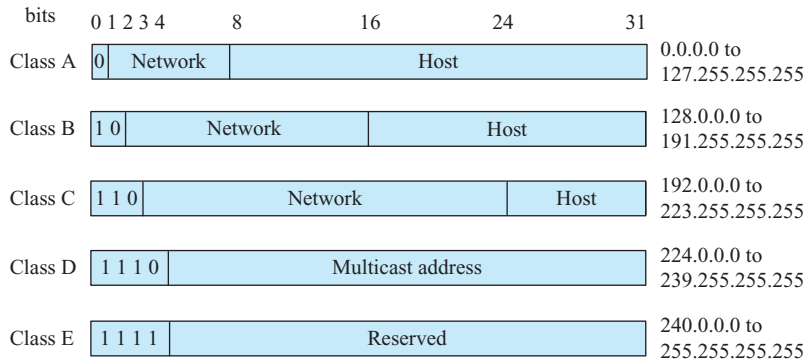 bits 0 1 2 3 4 8 16 24 31
Class A 0 Network Host 0.0.0.0 to
127.255.255.255
Class B 1 0 Network Host 128.0.0.0 to
191.255.255.255
Class C 1 1 0 Network Host 192.0.0.0 to
223.255.255.255
Class D 1 1 1 0 Multicast address 224.0.0.0 to
239.255.255.255
Class E 1 1 1 1 Reserved 240.0.0.0 to
255.255.255.255